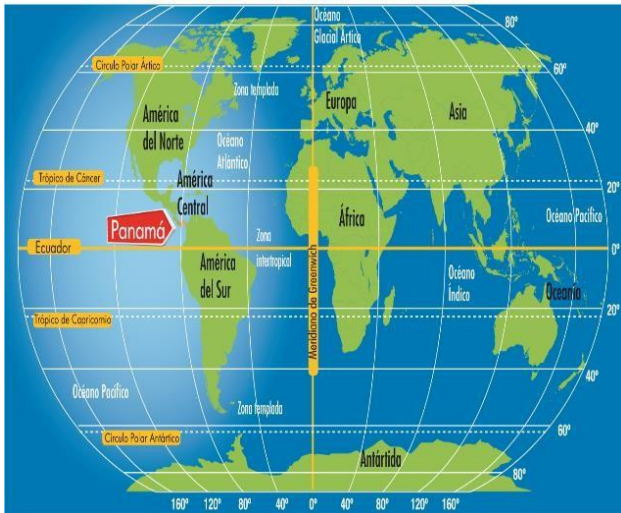 Océano
Glacial Ártico
80°
Círculo Polar Ártico
60°
Zona templada
Europa
Asia
América
del Norte
Océano
Atlántico
40°
Trópico de Cáncer
América
Central
20°
Panamá
África
Océano Pacífico
Ecuador
Zona
intertropical
0°
América
del Sur
Meridiano de Greenwich
Océano
Índico
Oceanía
Trópico de Capricornio
20°
Océano Pacífico
40°
Zona templada
Círculo Polar Antártico
60°
Antártida
80°
160° 120° 80° 40° 0° 40° 80° 120° 160°